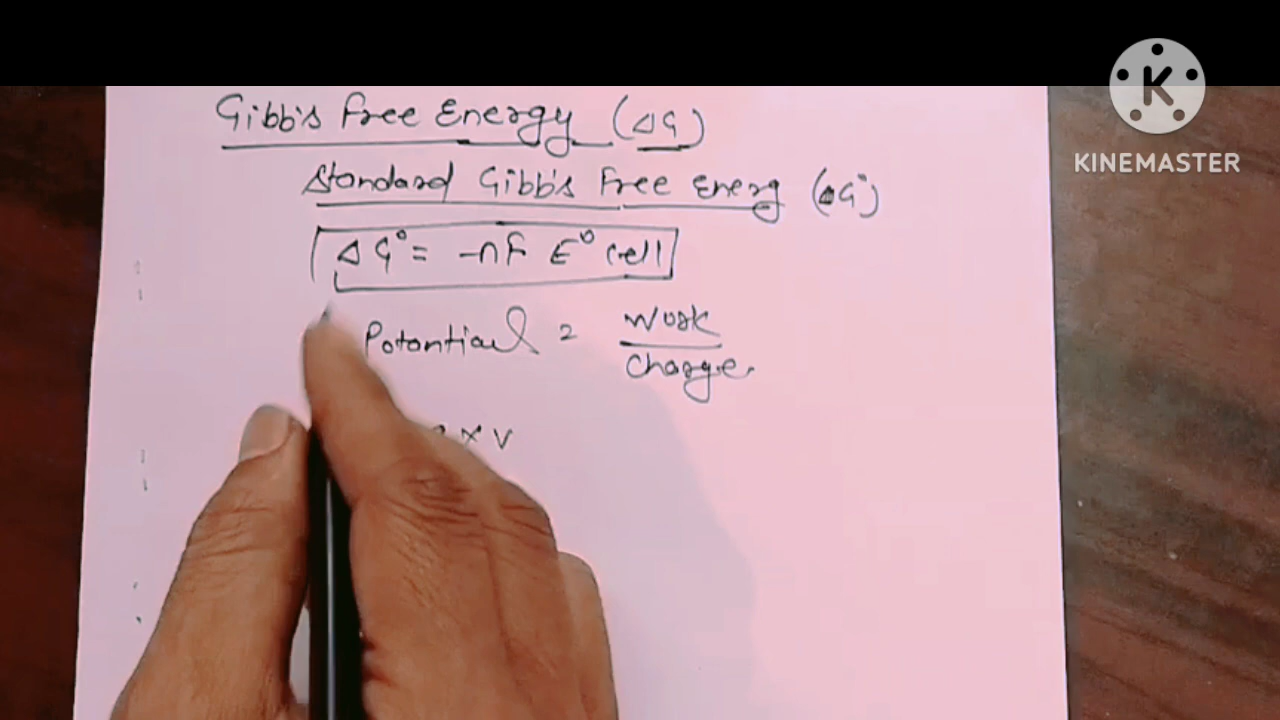 Gibb's Free Energy (ΔG)
Standard Gibb's Free Energ (ΔG°)
ΔG° = -nF E° cell
Potential = Work
Charge
x V
K
KINEMASTER